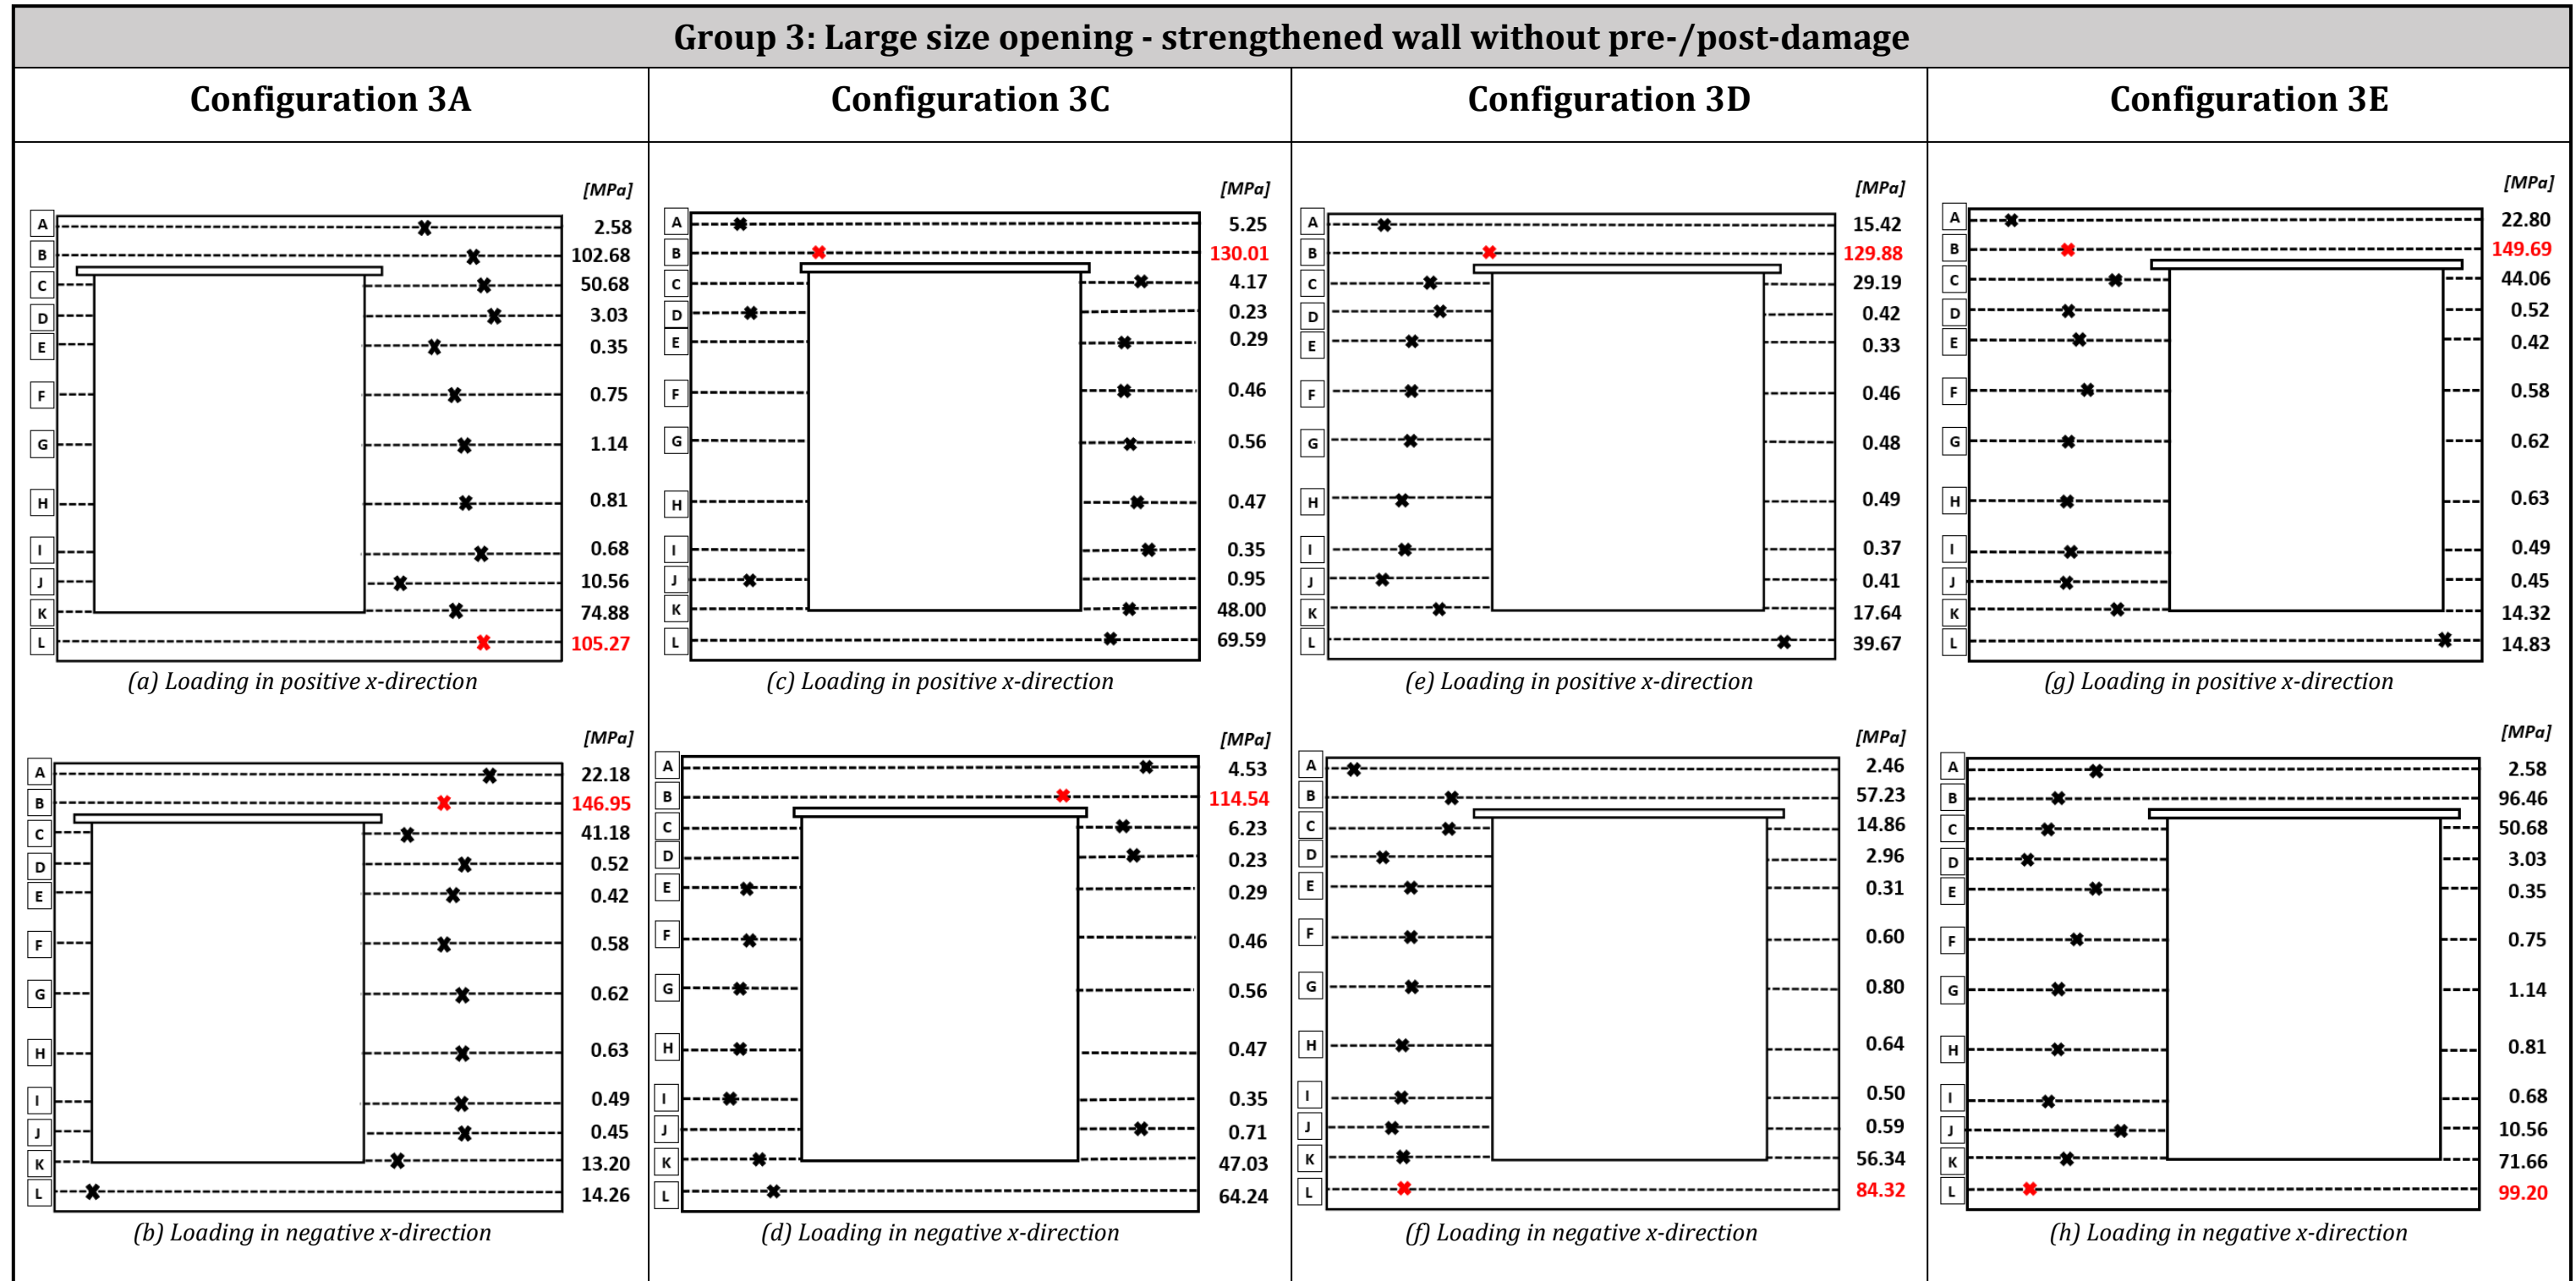 Group 3: Large size opening - strengthened wall without pre-/post-damage
Configuration 3A
Configuration 3C
Configuration 3D
Configuration 3E
[MPa]
A 2.58
B 102.68
C 50.68
D 3.03
E 0.35
F 0.75
G 1.14
H 0.81
I 0.68
J 10.56
K 74.88
L 105.27
(a) Loading in positive x-direction
[MPa]
A 5.25
B 130.01
C 4.17
D 0.23
E 0.29
F 0.46
G 0.56
H 0.47
I 0.35
J 0.95
K 48.00
L 69.59
(c) Loading in positive x-direction
[MPa]
A 15.42
B 129.88
C 29.19
D 0.42
E 0.33
F 0.46
G 0.48
H 0.49
I 0.37
J 0.41
K 17.64
L 39.67
(e) Loading in positive x-direction
[MPa]
A 22.80
B 149.69
C 44.06
D 0.52
E 0.42
F 0.58
G 0.62
H 0.63
I 0.49
J 0.45
K 14.32
L 14.83
(g) Loading in positive x-direction
[MPa]
A 22.18
B 146.95
C 41.18
D 0.52
E 0.42
F 0.58
G 0.62
H 0.63
I 0.49
J 0.45
K 13.20
L 14.26
(b) Loading in negative x-direction
[MPa]
A 4.53
B 114.54
C 6.23
D 0.23
E 0.29
F 0.46
G 0.56
H 0.47
I 0.35
J 0.71
K 47.03
L 64.24
(d) Loading in negative x-direction
[MPa]
A 2.46
B 57.23
C 14.86
D 2.96
E 0.31
F 0.60
G 0.80
H 0.64
I 0.50
J 0.59
K 56.34
L 84.32
(f) Loading in negative x-direction
[MPa]
A 2.58
B 96.46
C 50.68
D 3.03
E 0.35
F 0.75
G 1.14
H 0.81
I 0.68
J 10.56
K 71.66
L 99.20
(h) Loading in negative x-direction